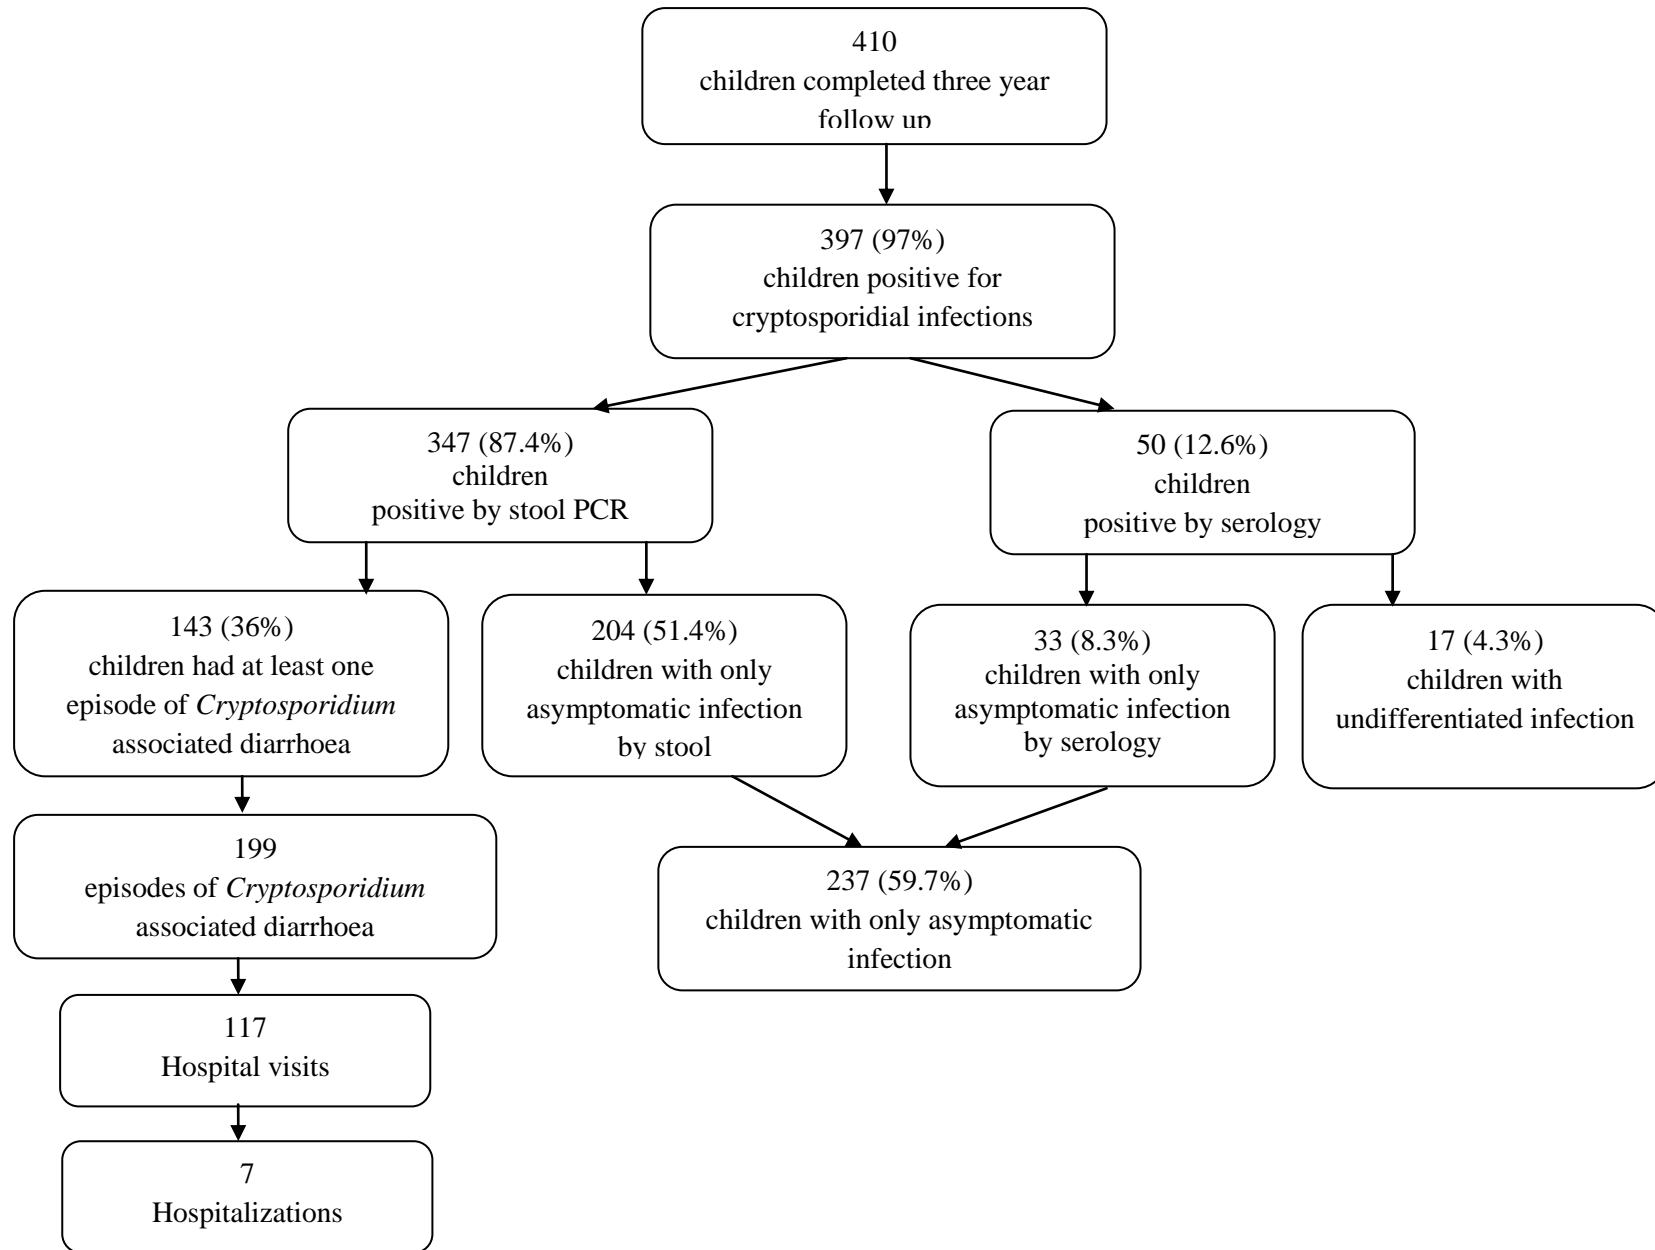 410
children completed three year
follow up
397 (97%)
children positive for
cryptosporidial infections
347 (87.4%)
children
positive by stool PCR
50 (12.6%)
children
positive by serology
143 (36%)
children had at least one
episode of Cryptosporidium
associated diarrhoea
204 (51.4%)
children with only
asymptomatic infection
by stool
33 (8.3%)
children with only
asymptomatic infection
by serology
17 (4.3%)
children with
undifferentiated infection
199
episodes of Cryptosporidium
associated diarrhoea
237 (59.7%)
children with only asymptomatic
infection
117
Hospital visits
7
Hospitalizations